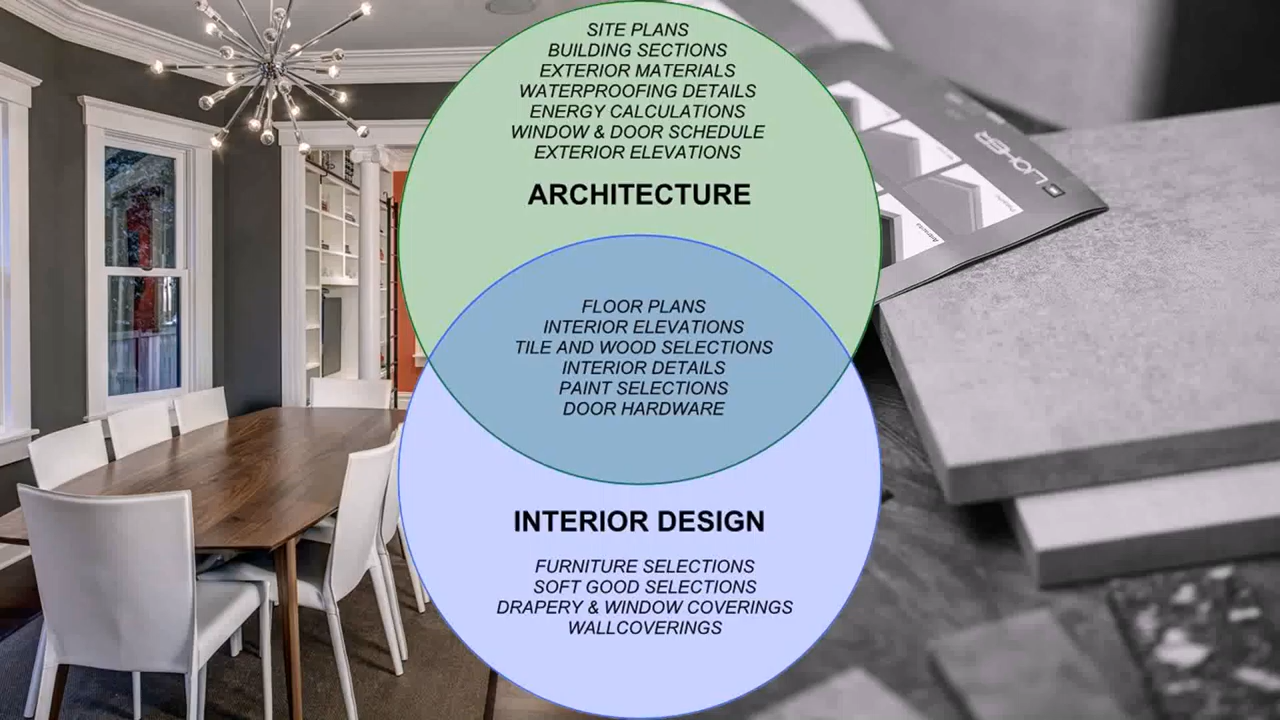 SITE PLANS
BUILDING SECTIONS
EXTERIOR MATERIALS
WATERPROOFING DETAILS
ENERGY CALCULATIONS
WINDOW & DOOR SCHEDULE
EXTERIOR ELEVATIONS
ARCHITECTURE
FLOOR PLANS
INTERIOR ELEVATIONS
TILE AND WOOD SELECTIONS
INTERIOR DETAILS
PAINT SELECTIONS
DOOR HARDWARE
INTERIOR DESIGN
FURNITURE SELECTIONS
SOFT GOOD SELECTIONS
DRAPERY & WINDOW COVERINGS
WALLCOVERINGS
LIOHER